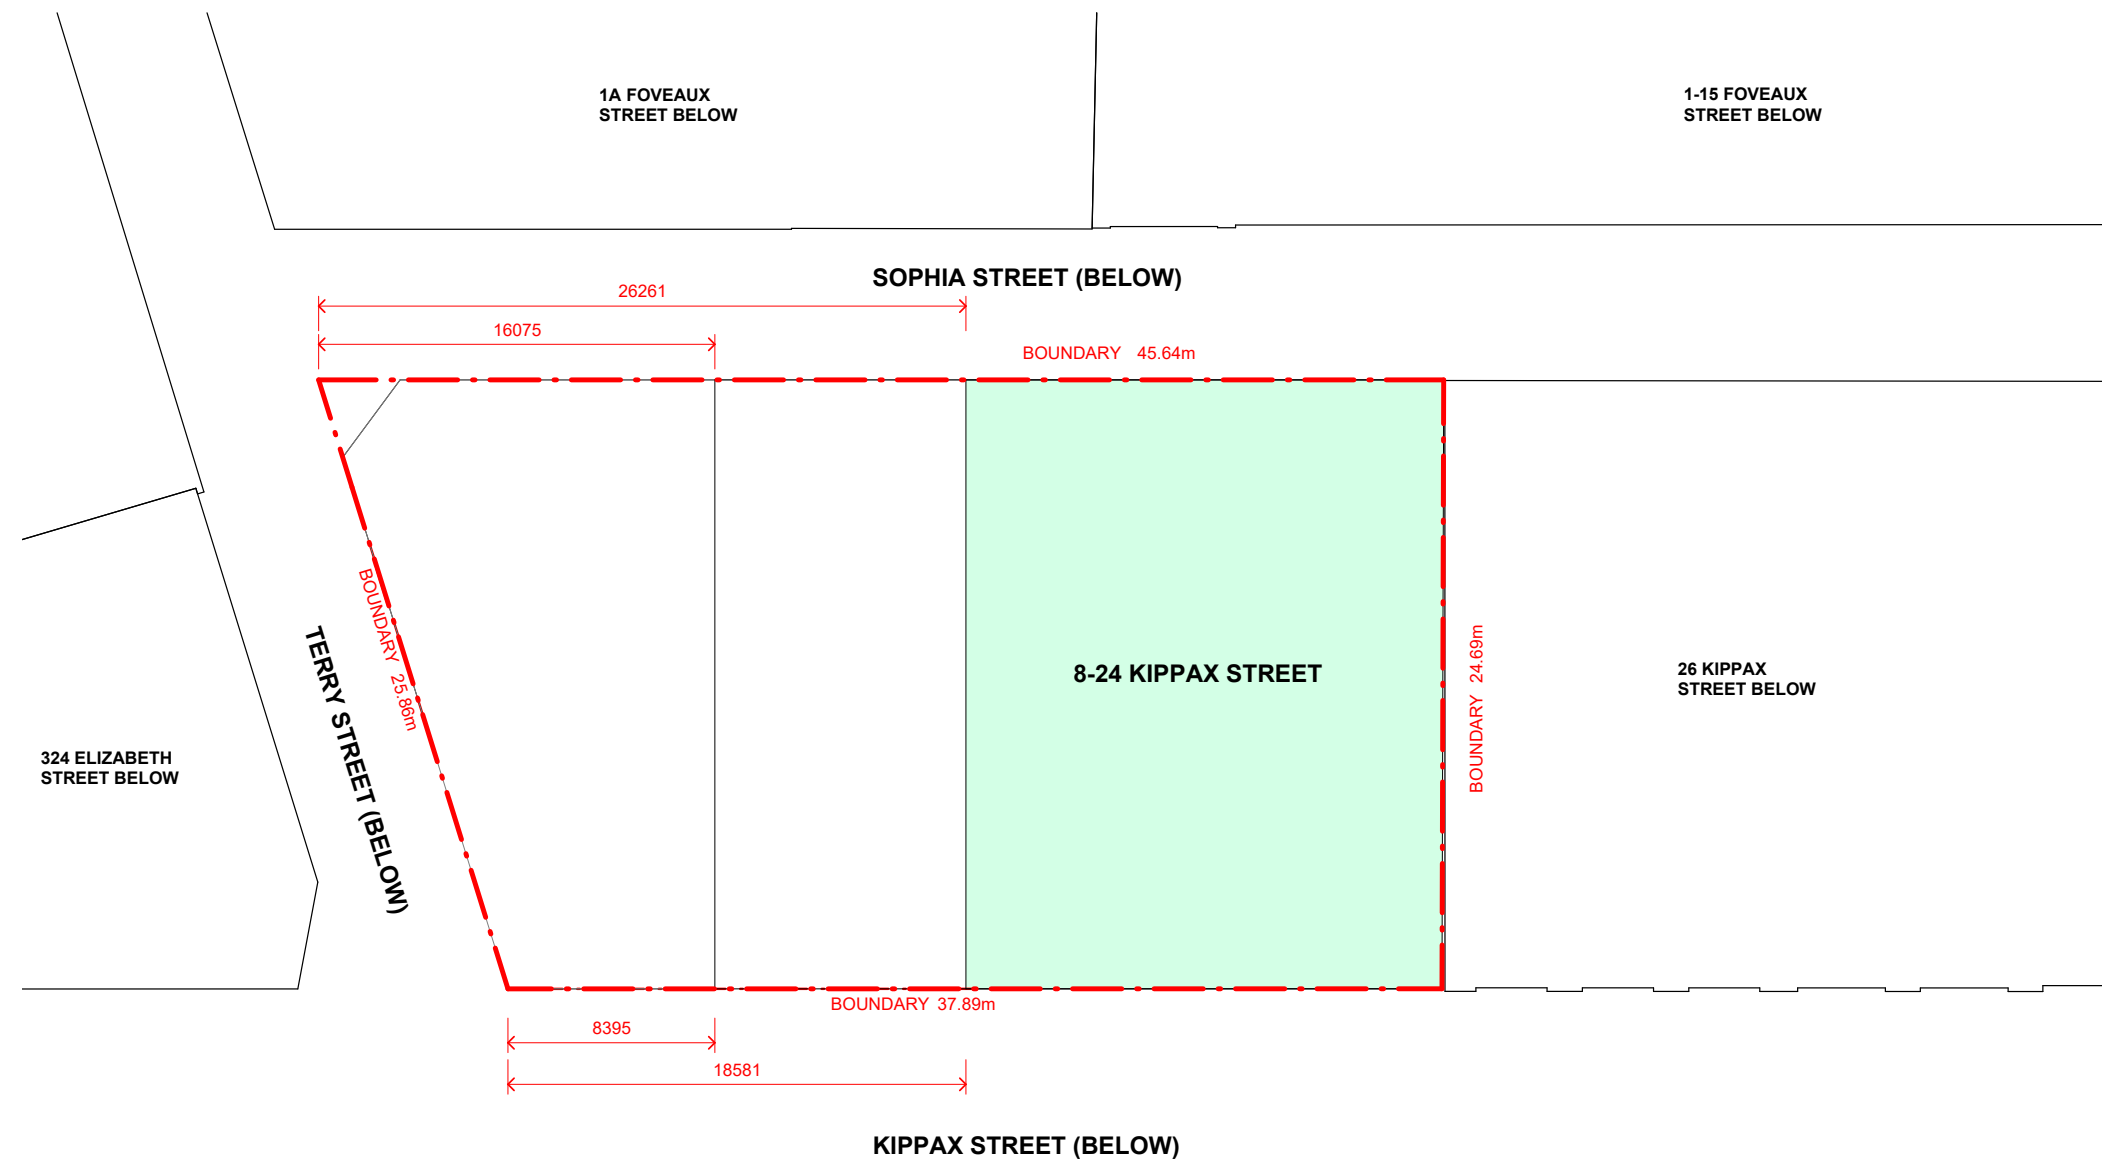 1A FOVEAUX
STREET BELOW
1-15 FOVEAUX
STREET BELOW
SOPHIA STREET (BELOW)
26261
16075
BOUNDARY 45.64m
BOUNDARY 25.86m
TERRY STREET (BELOW)
8-24 KIPPAX STREET
BOUNDARY 24.69m
26 KIPPAX
STREET BELOW
324 ELIZABETH
STREET BELOW
BOUNDARY 37.89m
8395
18581
KIPPAX STREET (BELOW)